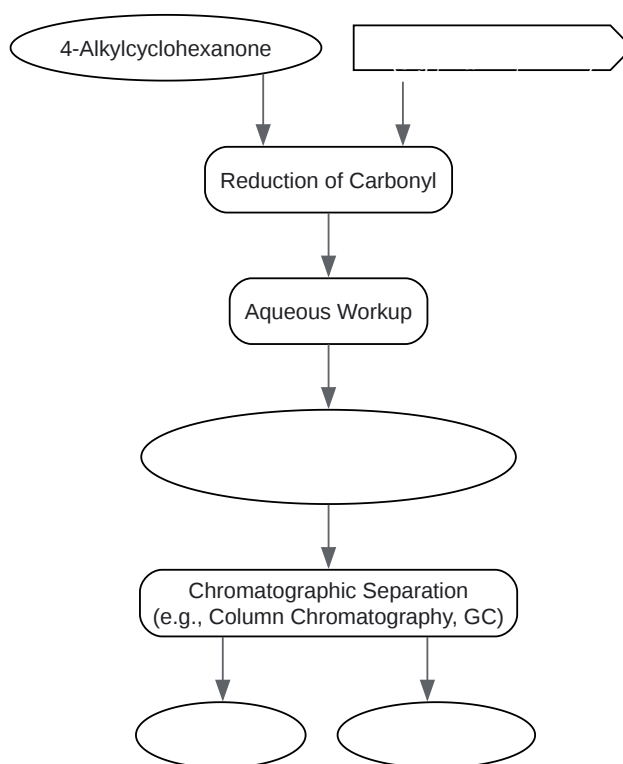 4-Alkylcyclohexanone
Reduction of Carbonyl
Aqueous Workup
Chromatographic Separation
(e.g., Column Chromatography, GC)